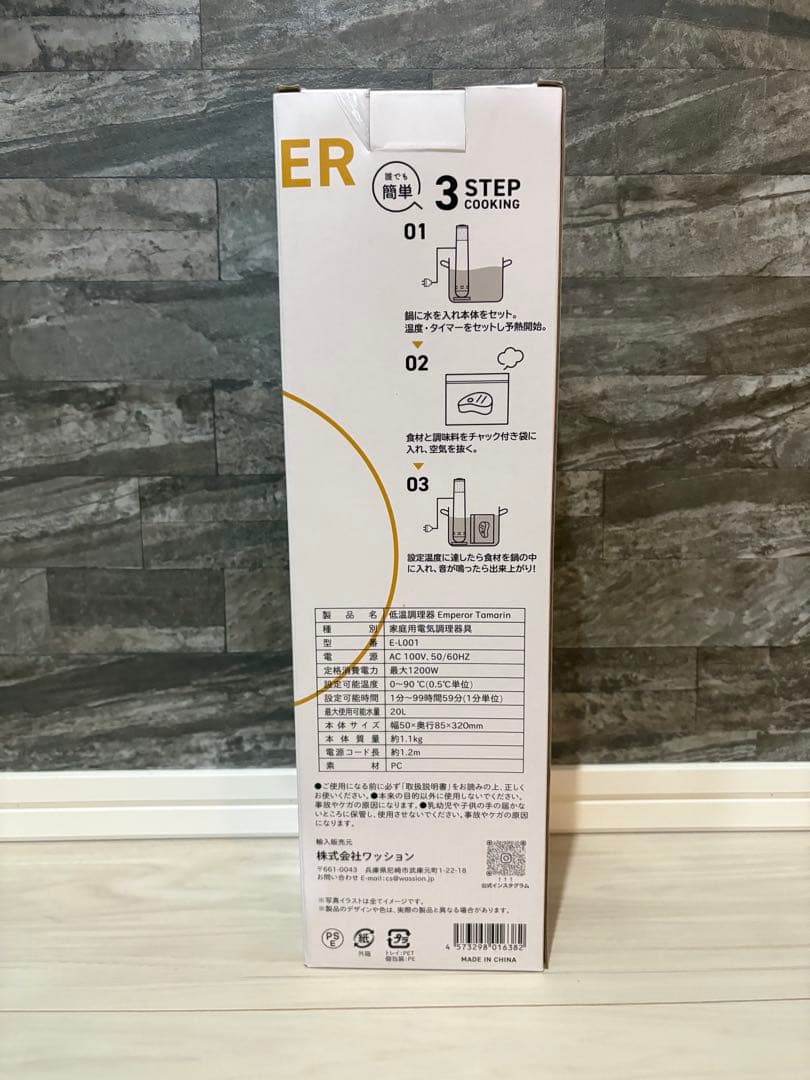 ER
誰でも
簡単
3 STEP
COOKING
01
鍋に水を入れ本体をセット。
温度・タイマーをセットし予熱開始。
02
食材と調味料をチャック付き袋に
入れ、空気を抜く。
03
設定温度に達したら食材を鍋の中
に入れ、音が鳴ったら出来上がり!
製品名 低温調理器 Emperor Tamarin
種別 家庭用電気調理器具
型番 E-L001
電源 AC 100V、50/60HZ
定格消費電力 最大1200W
設定可能温度 0〜90℃(0.5℃単位)
設定可能時間 1分〜99時間59分(1分単位)
最大使用可能水量 20L
本体サイズ 幅50×奥行85×320mm
本体質量 約1.1kg
電源コード長 約1.2m
素材 PC
●ご使用になる前に必ず「取扱説明書」をお読みの上、正しく
お使いください。●本来の目的以外に使用しないでください、
事故やケガの原因になります。●乳幼児や子供の手の届かな
いところに保管し、使用させないでください。事故やケガの原因
になります。
輸入販売元
株式会社ワッション
〒661-0043 兵庫県尼崎市武庫元町1-22-18
お問い合わせ E-mail:cs@wassion.jp
↑↑↑
公式インスタグラム
※写真イラストは全てイメージです。
※製品のデザインや色は、実際の製品と異なる場合があります。
PS
E
紙
外箱
プラ
トレイ:PET
個包装:PE
4 573298 016382
MADE IN CHINA